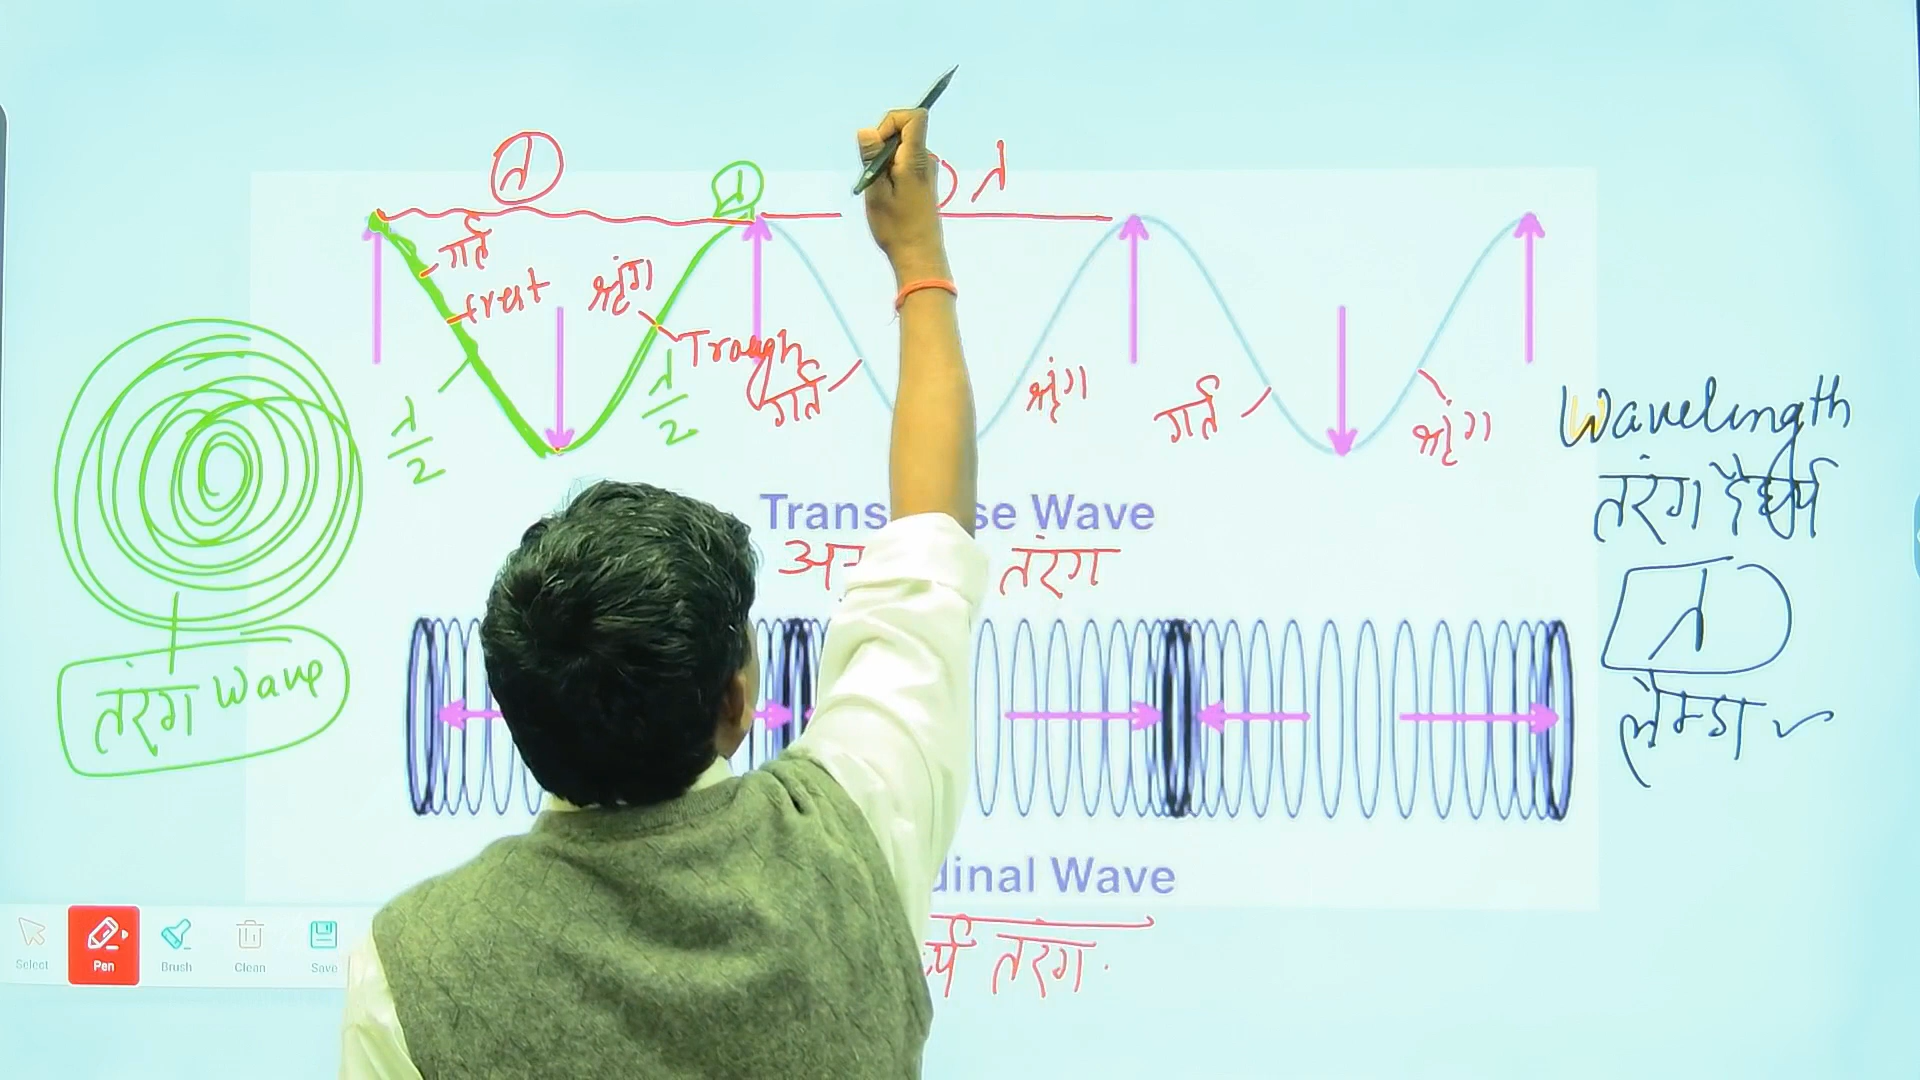 λ
λ
λ
गर्त
crest
श्रृंग
Trough
λ/2
λ/2
गर्त
श्रृंग
गर्त
श्रृंग
Wavelength
तरंग दैर्घ्य
λ
लैम्डा
se Wave
तरंग
तरंग wave
dinal Wave
र्घ्य तरंग
Select
Pen
Brush
Clean
Save